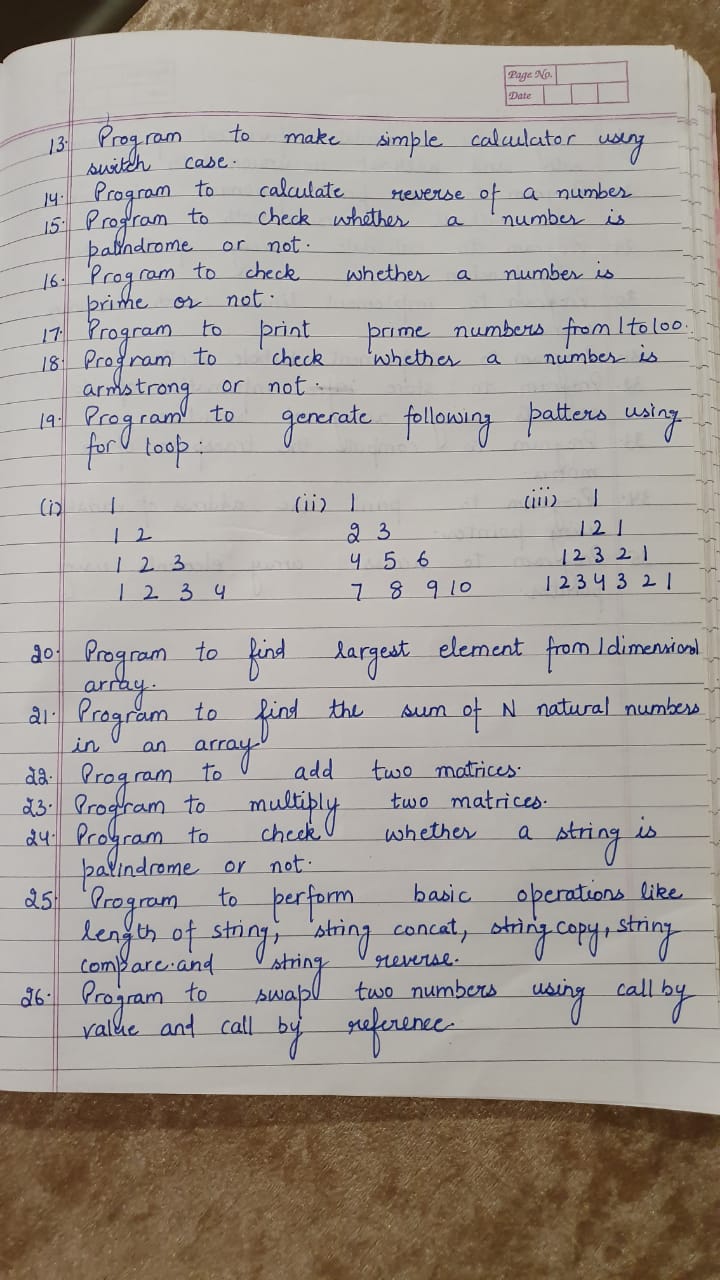 Page No.
Date
13. Program to make simple calculator using
switch case.
14. Program to calculate reverse of a number
15. Program to check whether a number is
palindrome or not.
16. Program to check whether a number is
prime or not.
17. Program to print prime numbers from 1 to 100.
18. Program to check whether a number is
armstrong or not.
19. Program to generate following patters using
for loop:
(i) 1 (ii) 1 (iii) 1
1 2 2 3 1 2 1
1 2 3 4 5 6 1 2 3 2 1
1 2 3 4 7 8 9 10 1 2 3 4 3 2 1
20. Program to find largest element from 1 dimensional
array.
21. Program to find the sum of N natural numbers
in an array
22. Program to add two matrices.
23. Program to multiply two matrices.
24. Program to check whether a string is
palindrome or not.
25. Program to perform basic operations like
length of string, string concat, string copy, string
compare and string reverse.
26. Program to swap two numbers using call by
value and call by reference.